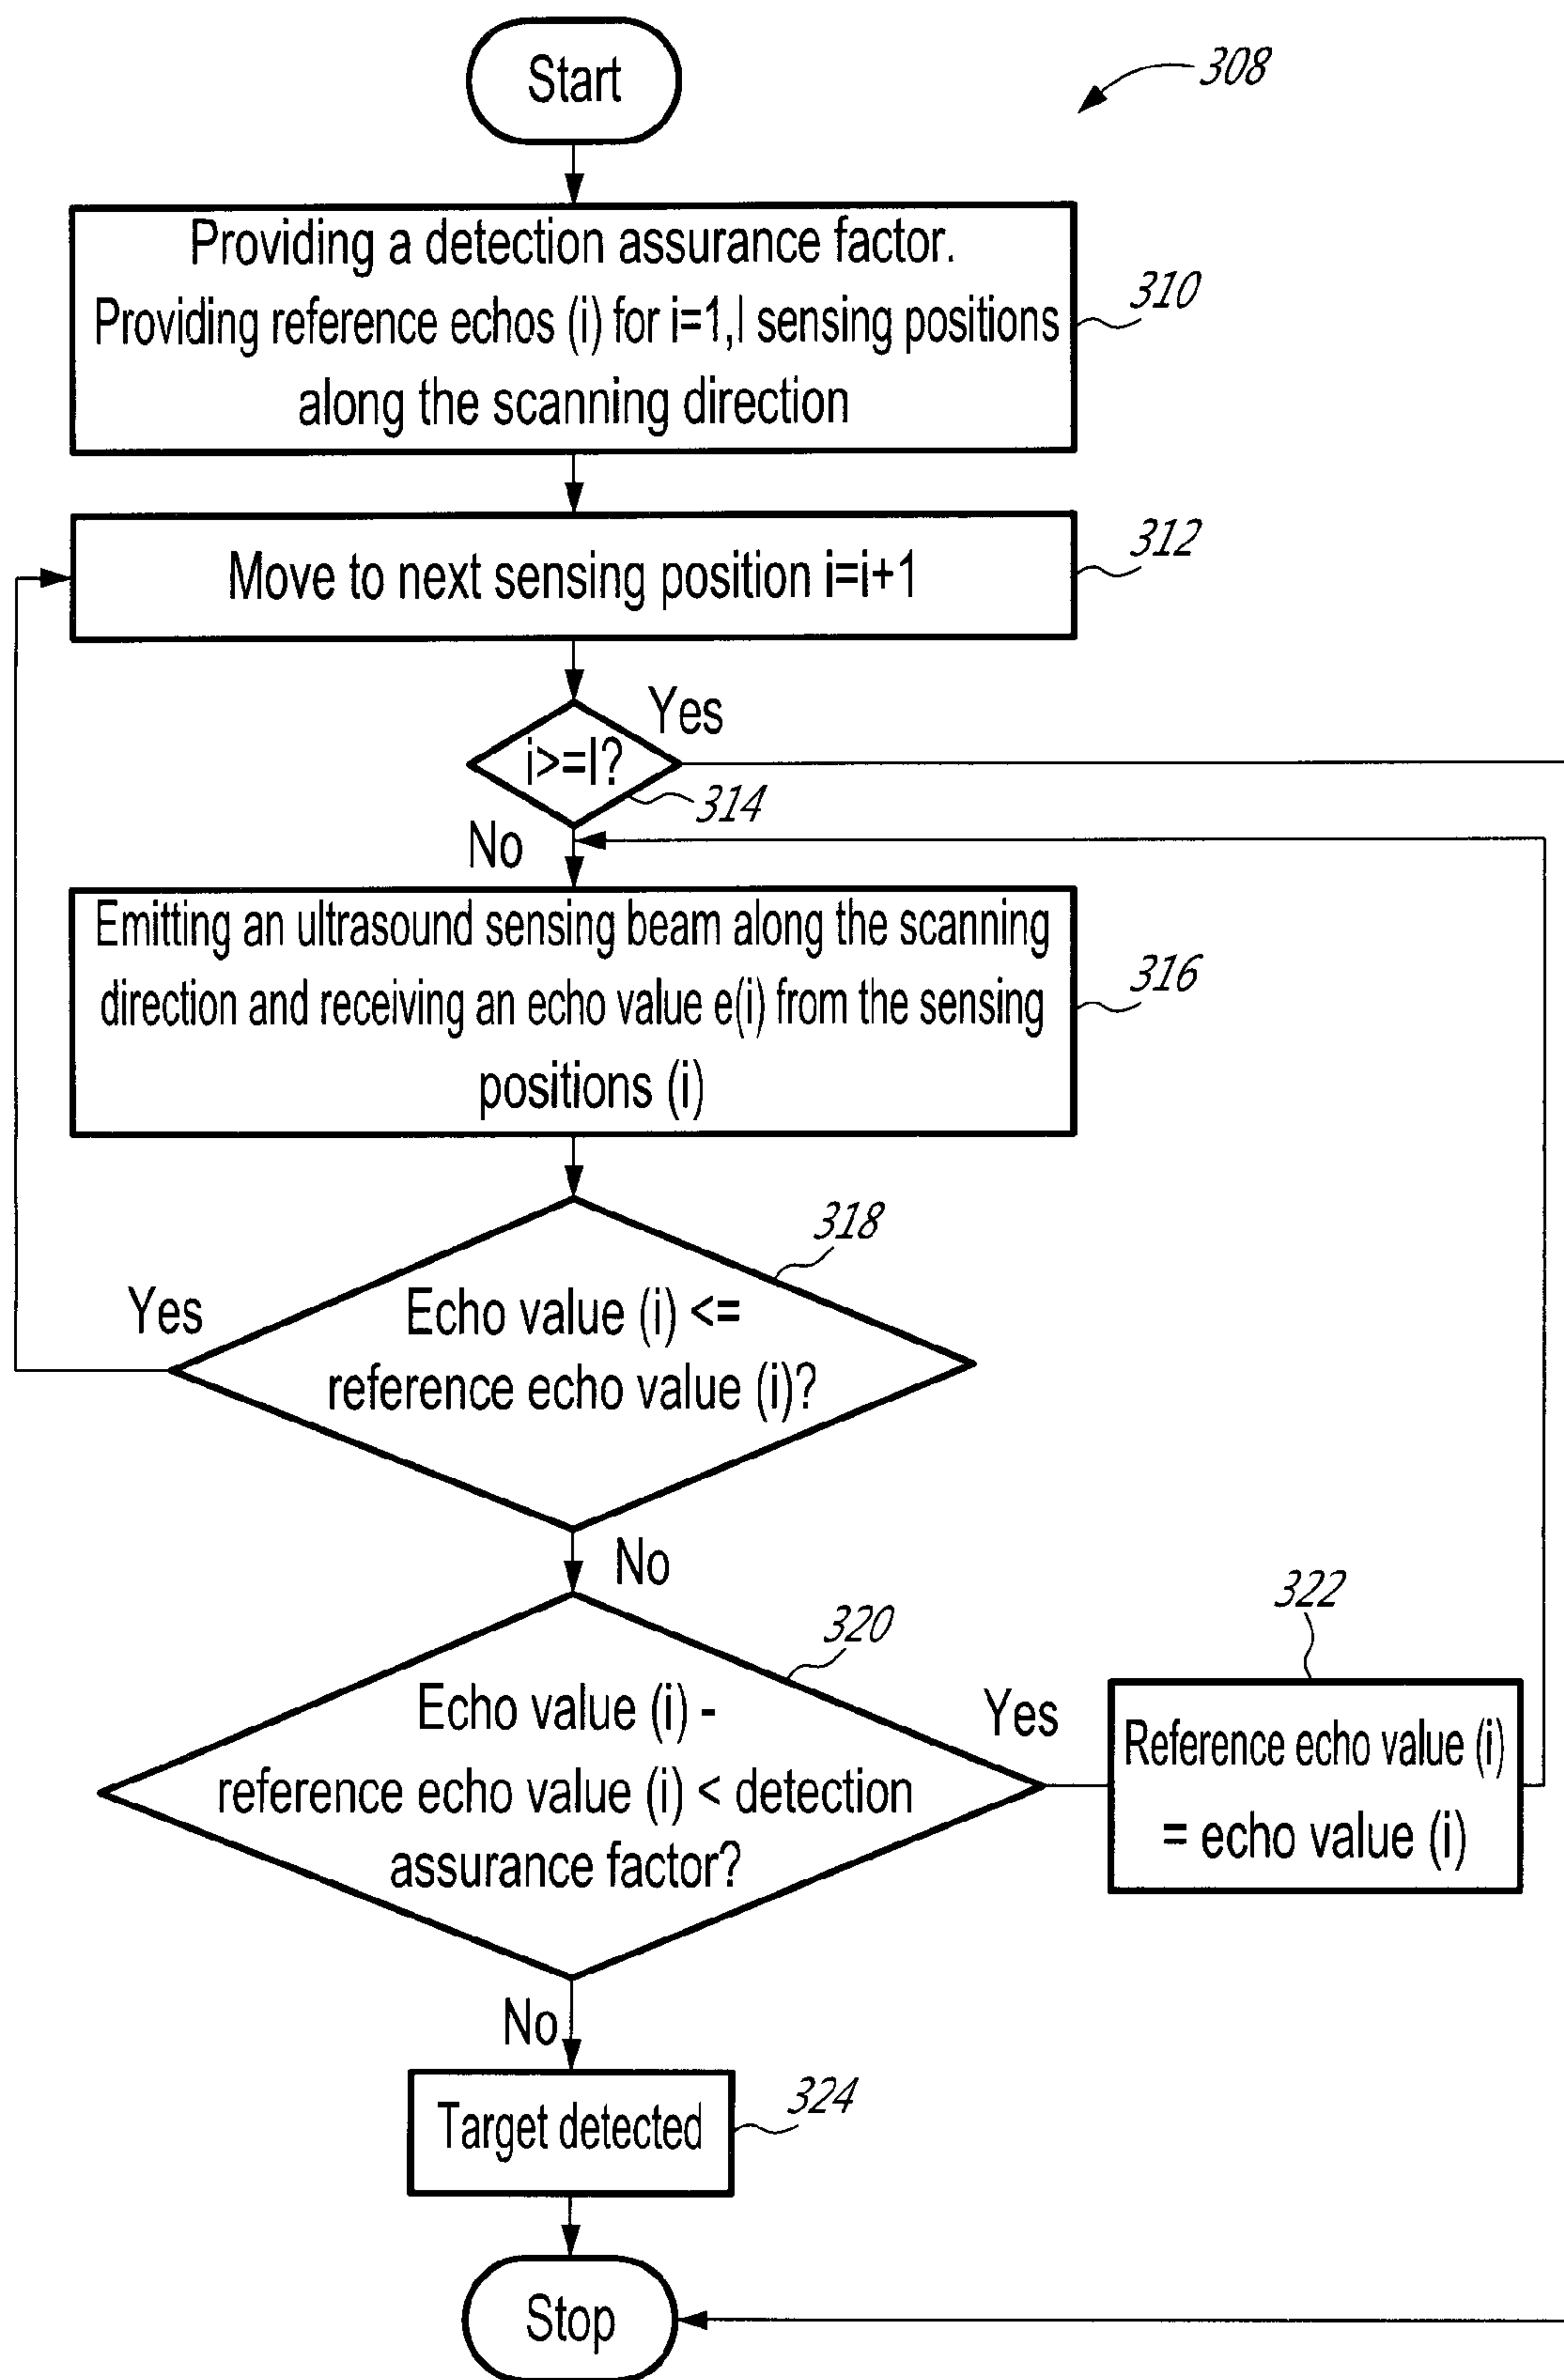 Start
308
Providing a detection assurance factor.
Providing reference echos (i) for i=1,I sensing positions
along the scanning direction
310
Move to next sensing position i=i+1
312
Yes
i>=I?
314
No
Emitting an ultrasound sensing beam along the scanning
direction and receiving an echo value e(i) from the sensing
positions (i)
316
318
Yes
Echo value (i) <=
reference echo value (i)?
No
320
322
Echo value (i) -
reference echo value (i) < detection
assurance factor?
Yes
Reference echo value (i)
= echo value (i)
No
Target detected
324
Stop